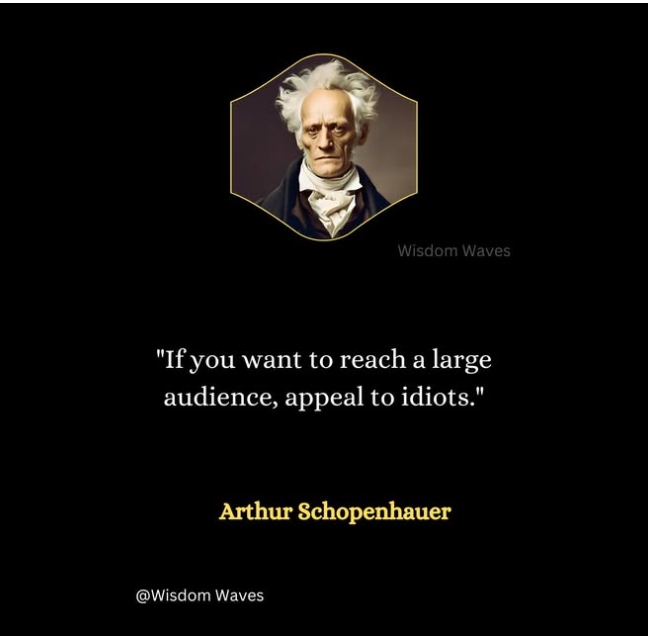 Wisdom Waves
"If you want to reach a large
audience, appeal to idiots."
Arthur Schopenhauer
@Wisdom Waves